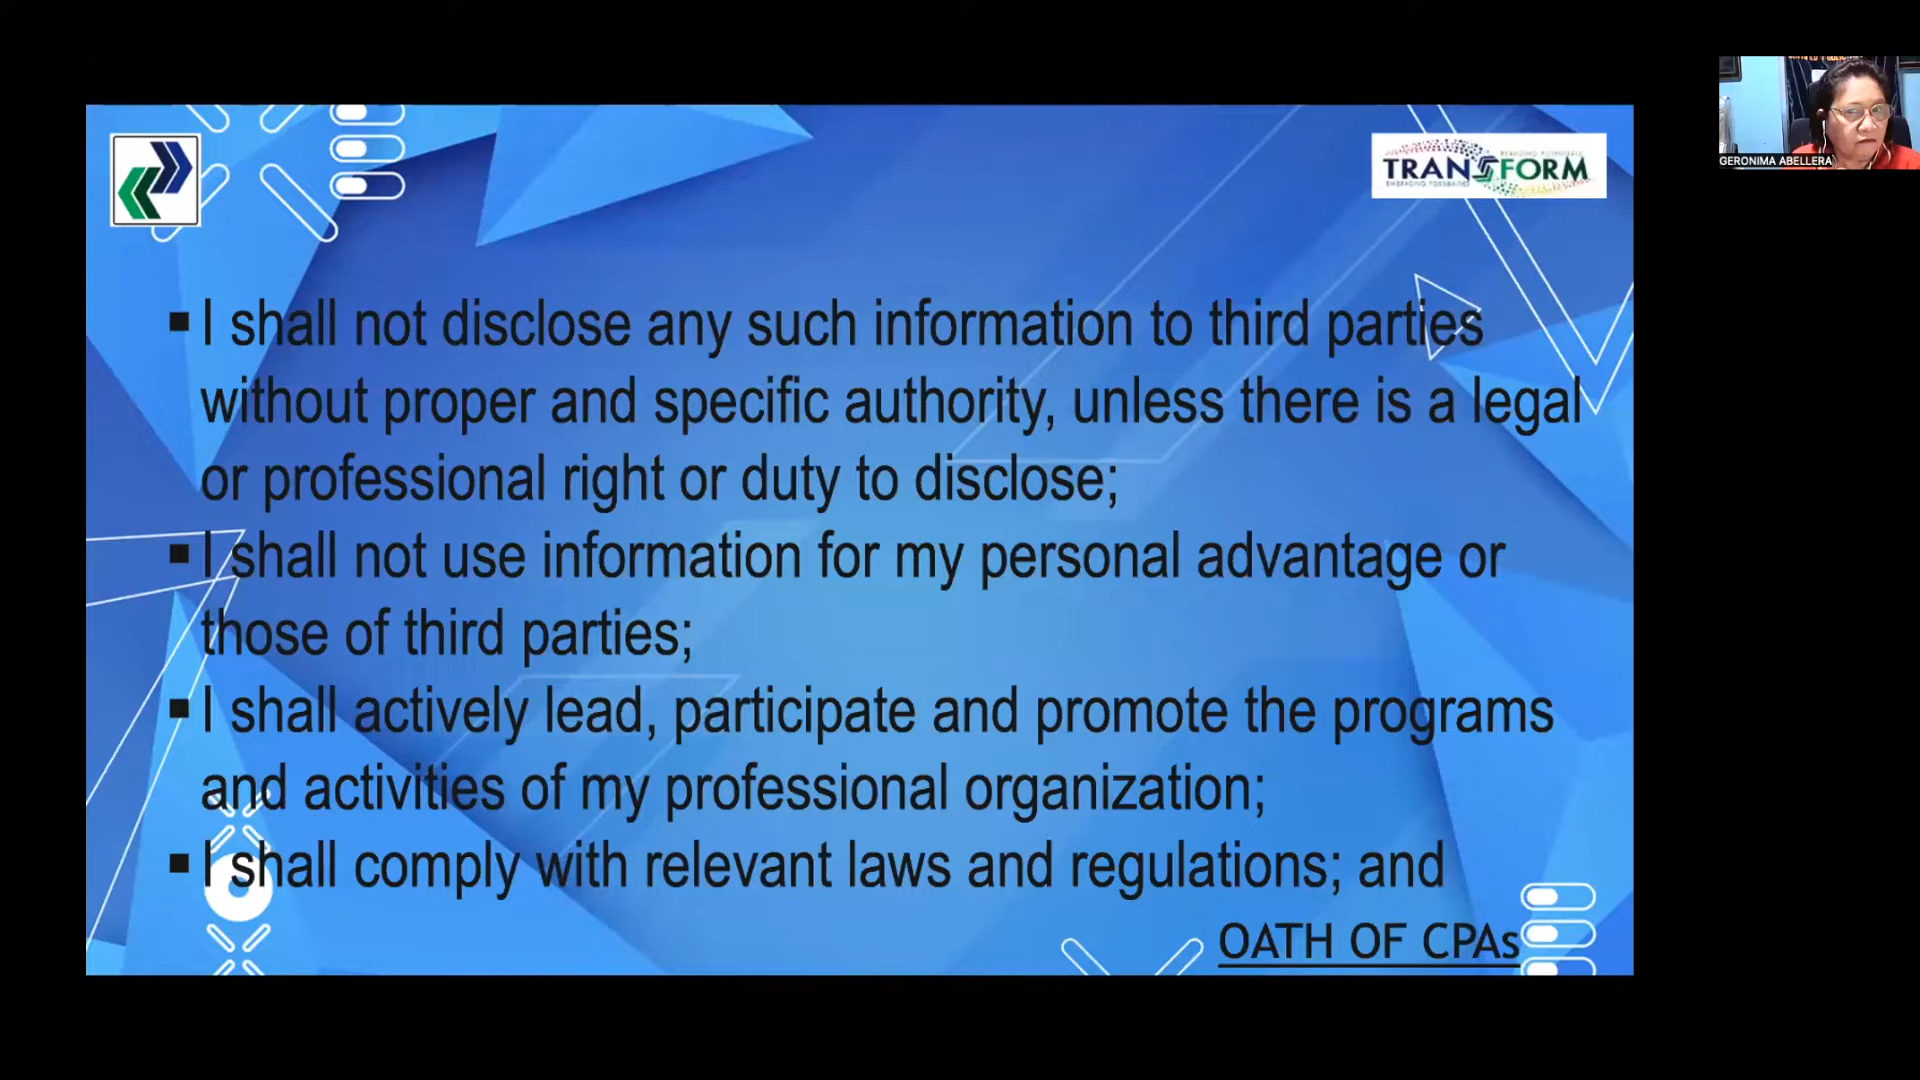 TRANSFORM
GERONIMA ABELLERA
▪ I shall not disclose any such information to third parties
without proper and specific authority, unless there is a legal
or professional right or duty to disclose;
▪ I shall not use information for my personal advantage or
those of third parties;
▪ I shall actively lead, participate and promote the programs
and activities of my professional organization;
▪ I shall comply with relevant laws and regulations; and
OATH OF CPAs